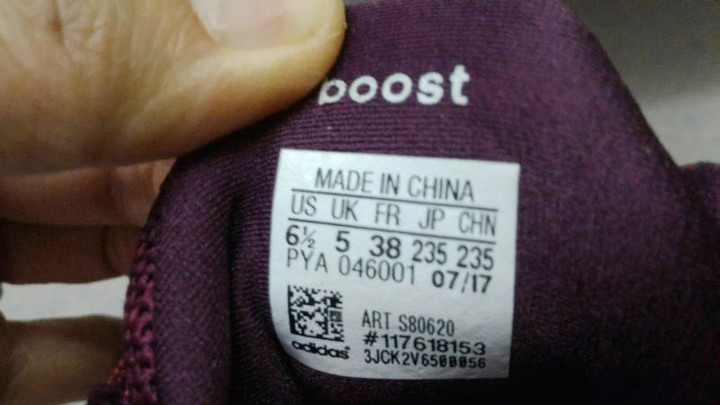 boost
MADE IN CHINA
US UK FR JP CHN
6½ 5 38 235 235
PYA 046001 07/17
ART S80620
#117618153
adidas
3JCK2V6500056